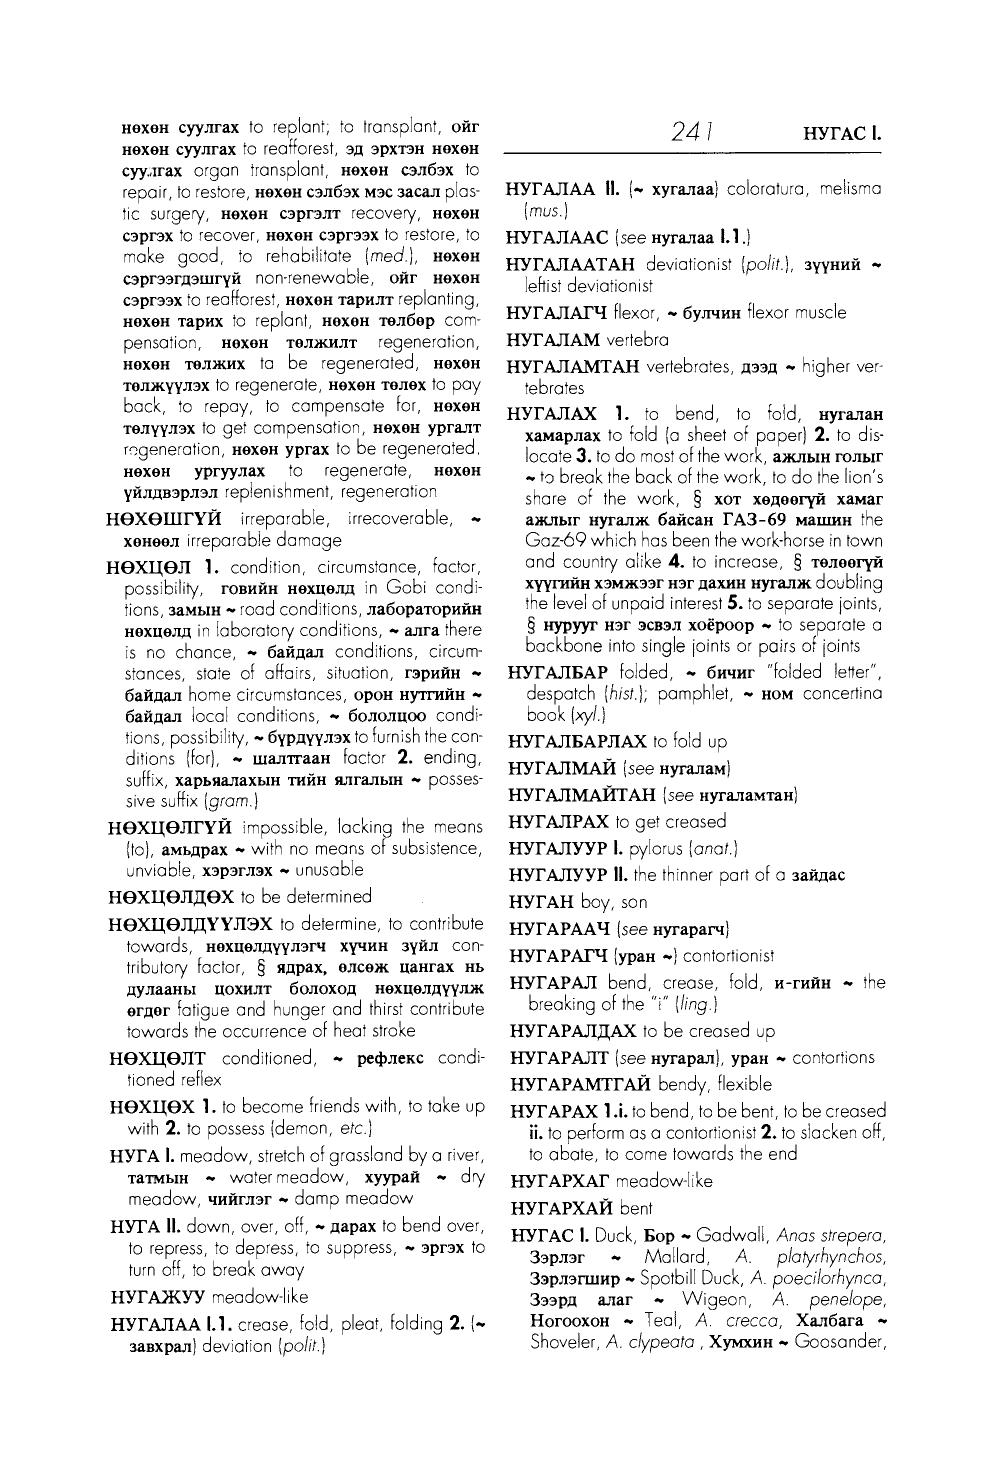 нөхөн суулгах to replant; to transplant, ойг
нөхөн суулгах to reafforest, эд эрхтэн нөхөн
суулгах organ transplant, нөхөн сэлбэх to
repair, to restore, нөхөн сэлбэх мэс засал plas-
tic surgery, нөхөн сэргэлт recovery, нөхөн
сэргэх to recover, нөхөн сэргээх to restore, to
make good, to rehabilitate (med.), нөхөн
сэргээгдэшгүй non-renewable, ойг нөхөн
сэргээх to reafforest, нөхөн тарилт replanting,
нөхөн тарих to replant, нөхөн төлбөр com-
pensation, нөхөн төлжилт regeneration,
нөхөн төлжих to be regenerated, нөхөн
төлжүүлэх to regenerate, нөхөн төлөх to pay
back, to repay, to compensate for, нөхөн
төлүүлэх to get compensation, нөхөн ургалт
regeneration, нөхөн ургах to be regenerated,
нөхөн ургуулах to regenerate, нөхөн
үйлдвэрлэл replenishment, regeneration
НӨХӨШГҮЙ irreparable, irrecoverable, ~
хөнөөл irreparable damage
НӨХЦӨЛ 1. condition, circumstance, factor,
possibility, говийн нөхцөлд in Gobi condi-
tions, замын ~ road conditions, лабораторийн
нөхцөлд in laboratory conditions, ~ алга there
is no chance, ~ байдал conditions, circum-
stances, state of affairs, situation, гэрийн ~
байдал home circumstances, орон нутгийн ~
байдал local conditions, ~ бололцоо condi-
tions, possibility, ~ бүрдүүлэх to furnish the con-
ditions (for), ~ шалтгаан factor 2. ending,
suffix, харьяалахын тийн ялгалын ~ posses-
sive suffix (gram.)
НӨХЦӨЛГҮЙ impossible, lacking the means
(to), амьдрах ~ with no means of subsistence,
unviable, хэрэглэх ~ unusable
НӨХЦӨЛДӨХ to be determined
НӨХЦӨЛДҮҮЛЭХ to determine, to contribute
towards, нөхцөлдүүлэгч хүчин зүйл con-
tributory factor, § ядрах, өлсөж цангах нь
дулааны цохилт болоход нөхцөлдүүлж
өгдөг fatigue and hunger and thirst contribute
towards the occurrence of heat stroke
НӨХЦӨЛТ conditioned, ~ рефлекс condi-
tioned reflex
НӨХЦӨХ 1. to become friends with, to take up
with 2. to possess (demon, etc.)
НУГА I. meadow, stretch of grassland by a river,
татмын ~ water meadow, хуурай ~ dry
meadow, чийглэг ~ damp meadow
НУГА II. down, over, off, ~ дарах to bend over,
to repress, to depress, to suppress, ~ эргэх to
turn off, to break away
НУГАЖУУ meadow-like
НУГАЛАА I.1. crease, fold, pleat, folding 2. (~
завхрал) deviation (polit.)
241 НУГАС I.
НУГАЛАА II. (~ хугалаа) coloratura, melisma
(mus.)
НУГАЛААС (see нугалаа I.1.)
НУГАЛААТАН deviationist (polit.), зүүний ~
leftist deviationist
НУГАЛАГЧ flexor, ~ булчин flexor muscle
НУГАЛАМ vertebra
НУГАЛАМТАН vertebrates, дээд ~ higher ver-
tebrates
НУГАЛАХ 1. to bend, to fold, нугалан
хамарлах to fold (a sheet of paper) 2. to dis-
locate 3. to do most of the work, ажлын голыг
~ to break the back of the work, to do the lion's
share of the work, § хот хөдөөгүй хамаг
ажлыг нугалж байсан ГАЗ-69 машин the
Gaz-69 which has been the work-horse in town
and country alike 4. to increase, § төлөөгүй
хүүгийн хэмжээг нэг дахин нугалж doubling
the level of unpaid interest 5. to separate joints,
§ нурууг нэг эсвэл хоёроор ~ to separate a
backbone into single joints or pairs of joints
НУГАЛБАР folded, ~ бичиг "folded letter",
despatch (hist.); pamphlet, ~ ном concertina
book (xyl.)
НУГАЛБАРЛАХ to fold up
НУГАЛМАЙ (see нугалам)
НУГАЛМАЙТАН (see нугаламтан)
НУГАЛРАХ to get creased
НУГАЛУУР I. pylorus (anat.)
НУГАЛУУР II. the thinner part of a зайдас
НУГАН boy, son
НУГАРААЧ (see нугарагч)
НУГАРАГЧ (уран ~) contortionist
НУГАРАЛ bend, crease, fold, и-гийн ~ the
breaking of the "i" (ling.)
НУГАРАЛДАХ to be creased up
НУГАРАЛТ (see нугарал), уран ~ contortions
НУГАРАМТГАЙ bendy, flexible
НУГАРАХ 1.i. to bend, to be bent, to be creased
ii. to perform as a contortionist 2. to slacken off,
to abate, to come towards the end
НУГАРХАГ meadow-like
НУГАРХАЙ bent
НУГАС I. Duck, Бор ~ Gadwall, Anas strepera,
Зэрлэг ~ Mallard, A. platyrhynchos,
Зэрлэгшир ~ Spotbill Duck, A. poecilorhynca,
Зээрд алаг ~ Wigeon, A. penelope,
Ногоохон ~ Teal, A. crecca, Халбага ~
Shoveler, A. clypeata , Хумхин ~ Goosander,